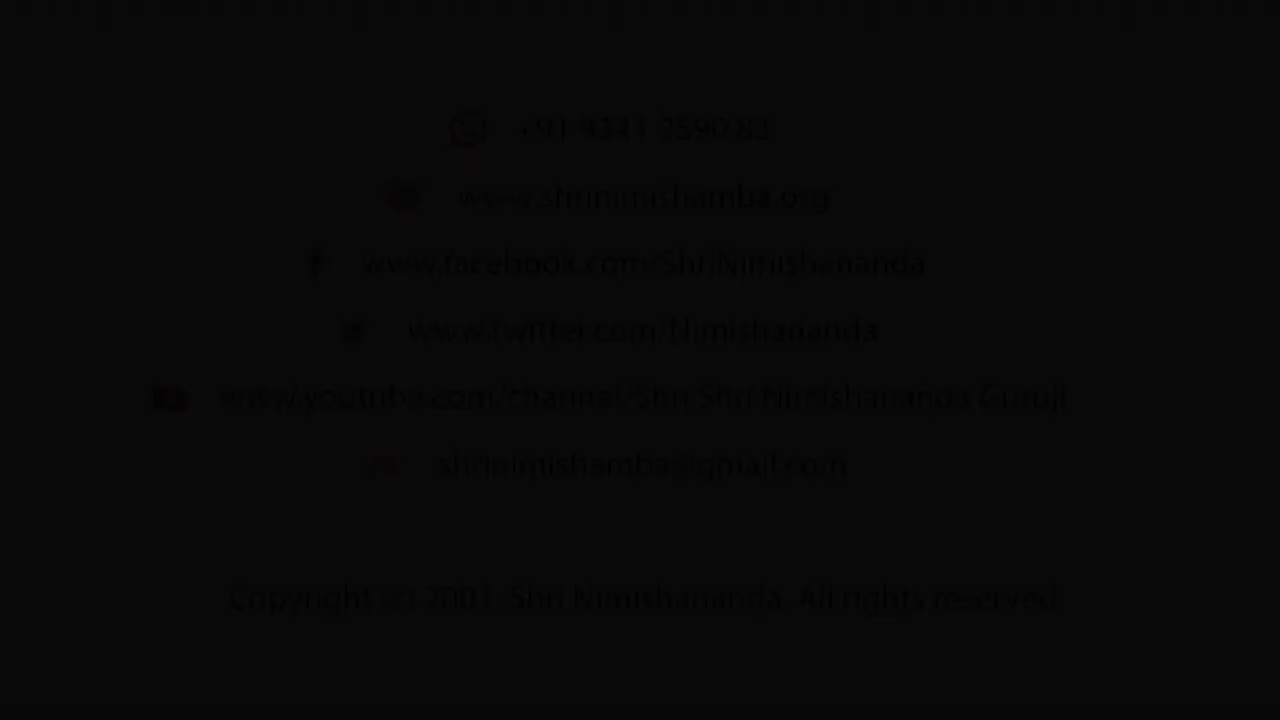 +91 9341 259083
www.shrinimishamba.org
www.facebook.com/ShriNimishananda
www.twitter.com/Nimishananda
www.youtube.com/channel/Shri Shri Nimishananda Guruji
shrinimishamba@gmail.com
Copyright (c) 2001, Shri Nimishananda. All rights reserved